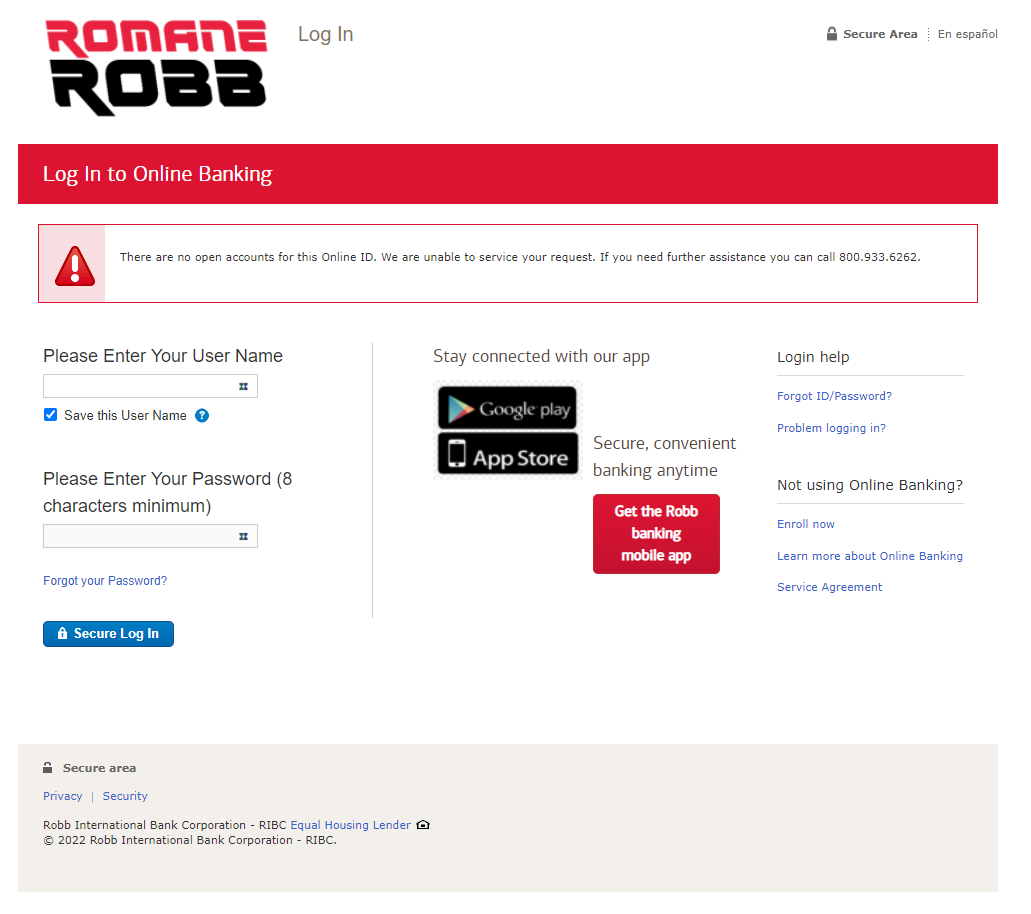 ROMANE
ROBB
Log In
Secure Area
En español
Log In to Online Banking
There are no open accounts for this Online ID. We are unable to service your request. If you need further assistance you can call 800.933.6262.
Please Enter Your User Name
Save this User Name ?
Please Enter Your Password (8
characters minimum)
Forgot your Password?
Secure Log In
Stay connected with our app
Google play
App Store
Secure, convenient
banking anytime
Get the Robb
banking
mobile app
Login help
Forgot ID/Password?
Problem logging in?
Not using Online Banking?
Enroll now
Learn more about Online Banking
Service Agreement
Secure area
Privacy | Security
Robb International Bank Corporation - RIBC Equal Housing Lender
© 2022 Robb International Bank Corporation - RIBC.